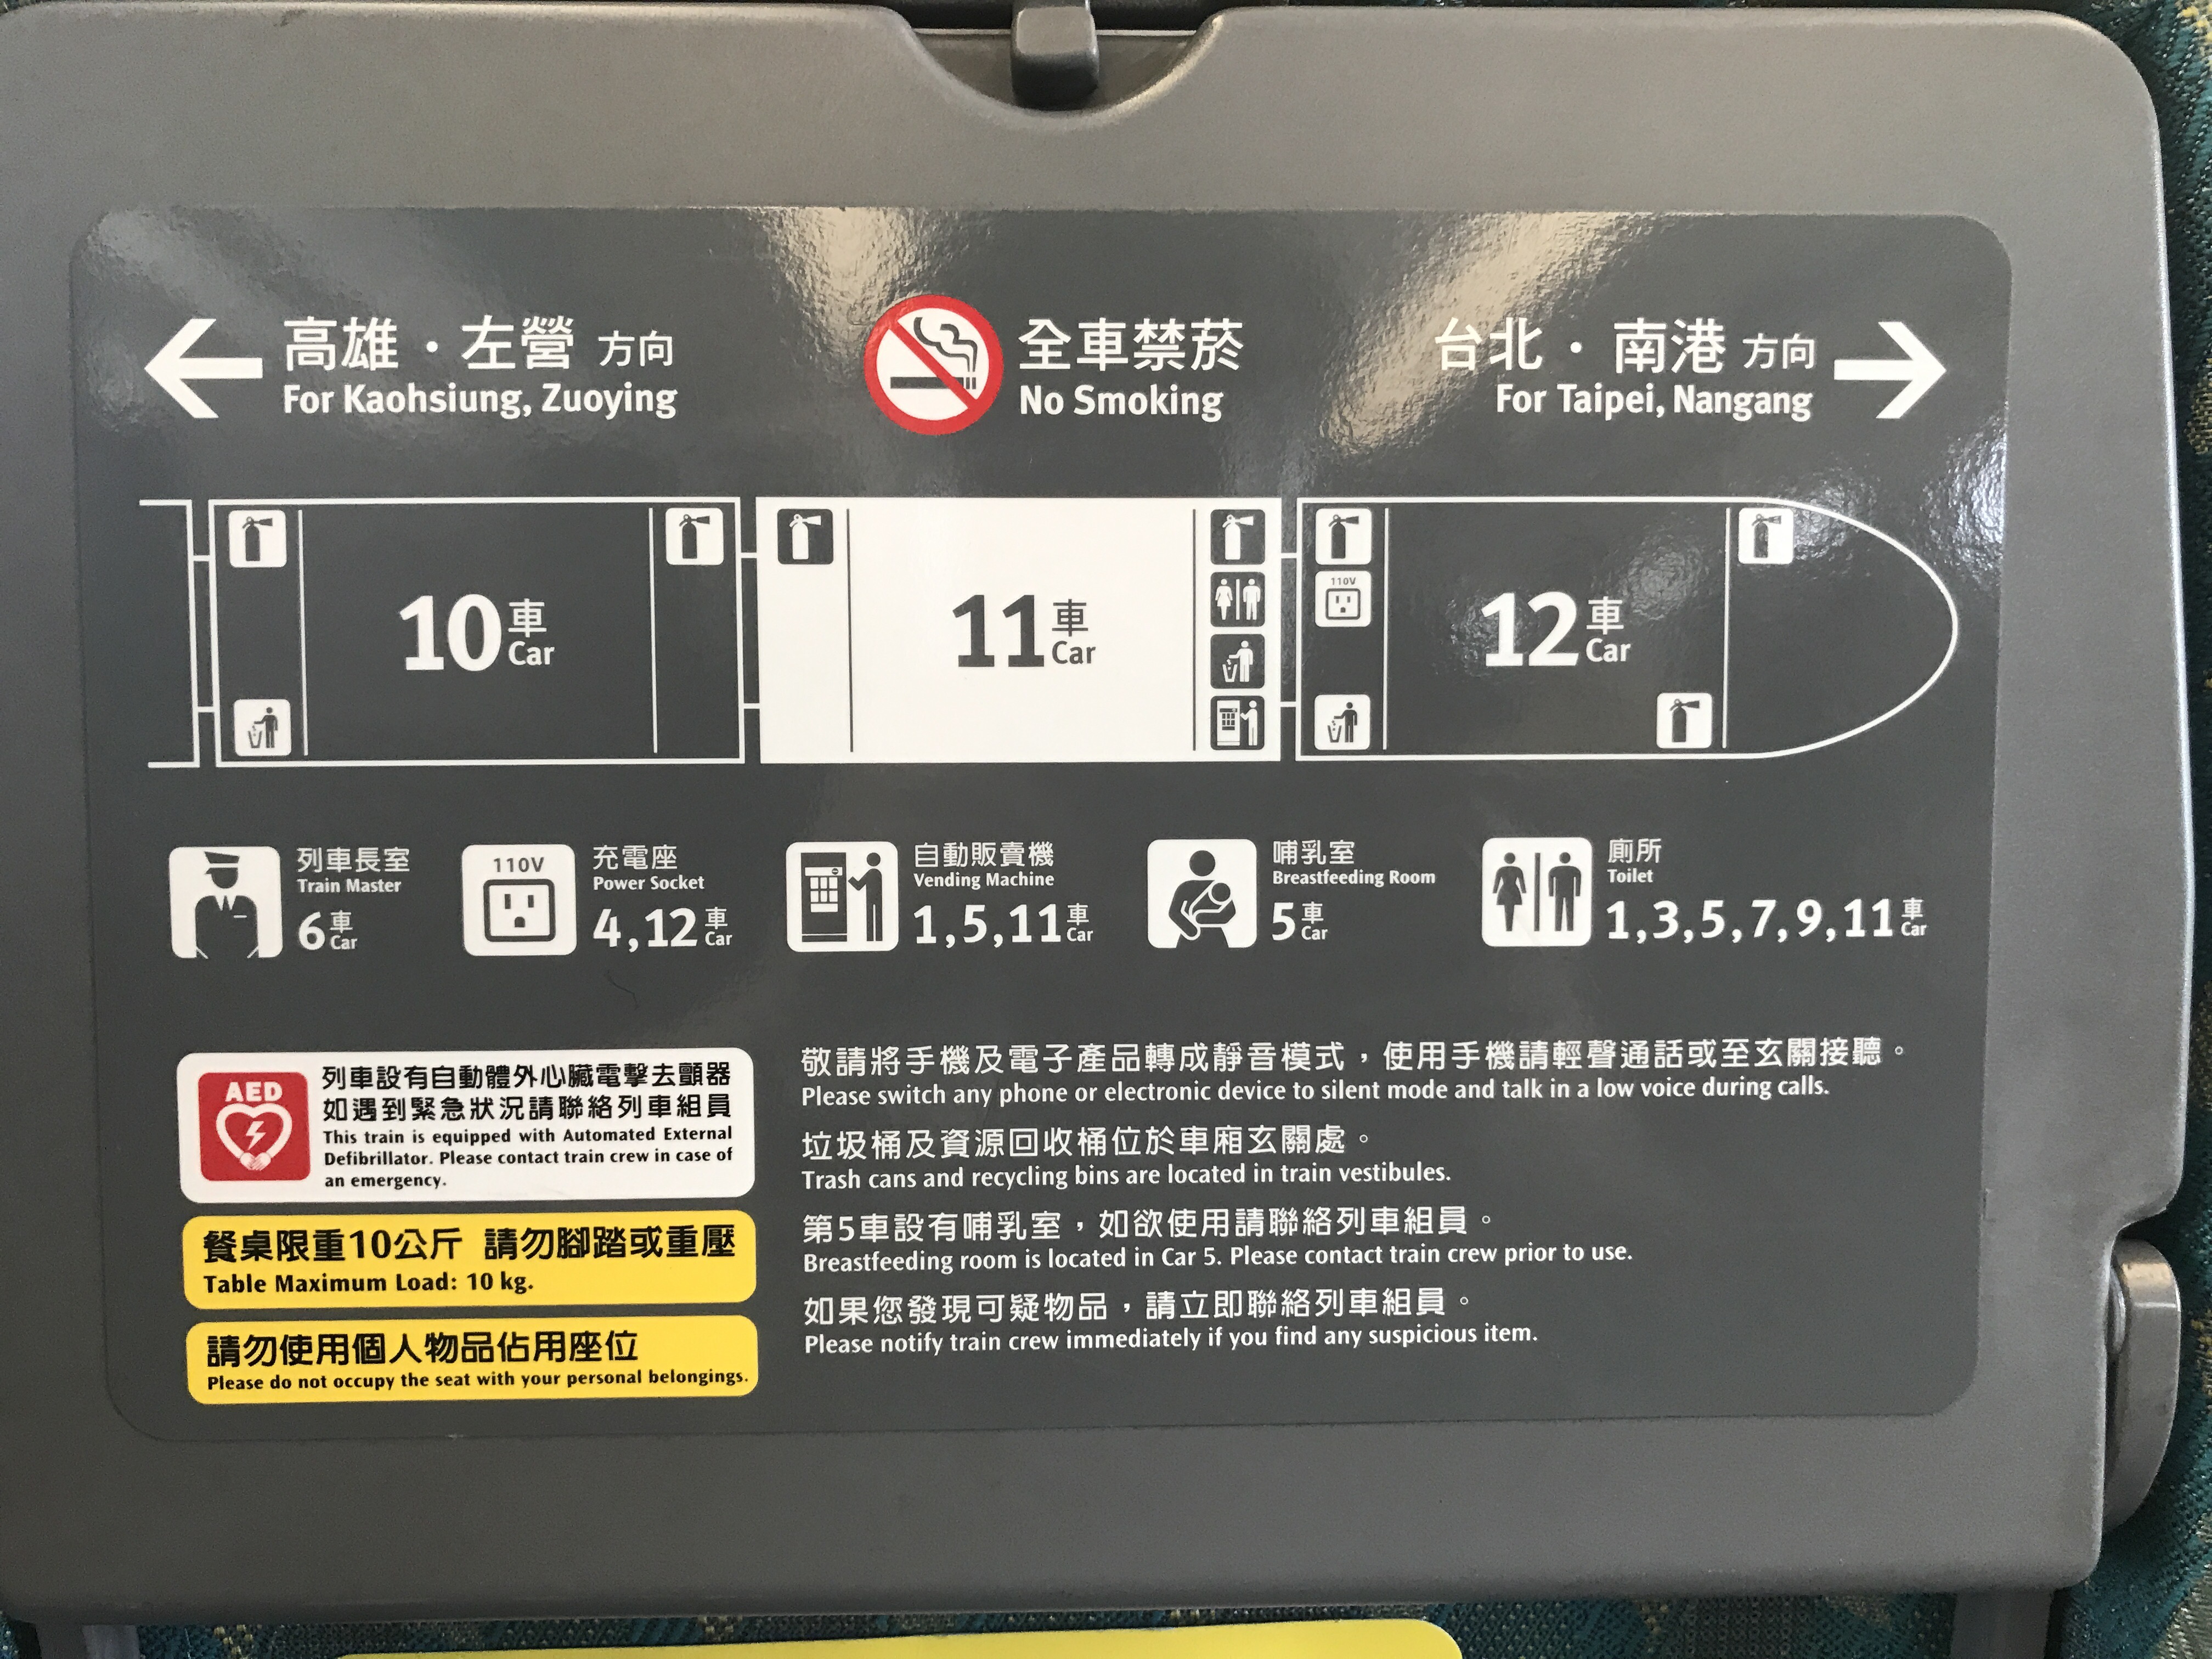 高雄・左營 方向
For Kaohsiung, Zuoying
全車禁菸
No Smoking
台北・南港 方向
For Taipei, Nangang
10車
Car
11車
Car
110V
12車
Car
列車長室
Train Master
6車
Car
110V
充電座
Power Socket
4,12車
Car
自動販賣機
Vending Machine
1,5,11車
Car
哺乳室
Breastfeeding Room
5車
Car
廁所
Toilet
1,3,5,7,9,11車
Car
AED
列車設有自動體外心臟電擊去顫器
如遇到緊急狀況請聯絡列車組員
This train is equipped with Automated External
Defibrillator. Please contact train crew in case of
an emergency.
餐桌限重10公斤 請勿腳踏或重壓
Table Maximum Load: 10 kg.
請勿使用個人物品佔用座位
Please do not occupy the seat with your personal belongings.
敬請將手機及電子產品轉成靜音模式，使用手機請輕聲通話或至玄關接聽。
Please switch any phone or electronic device to silent mode and talk in a low voice during calls.
垃圾桶及資源回收桶位於車廂玄關處。
Trash cans and recycling bins are located in train vestibules.
第5車設有哺乳室，如欲使用請聯絡列車組員。
Breastfeeding room is located in Car 5. Please contact train crew prior to use.
如果您發現可疑物品，請立即聯絡列車組員。
Please notify train crew immediately if you find any suspicious item.